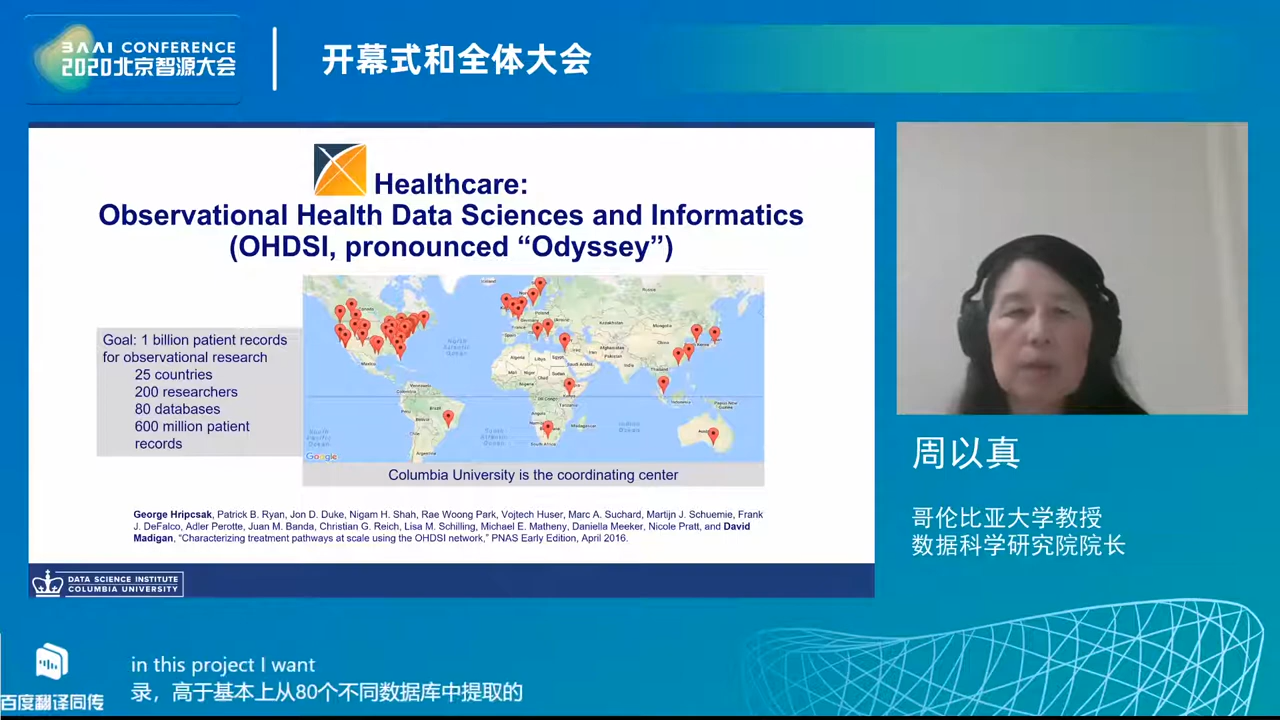 BAAI CONFERENCE
2020北京智源大会
开幕式和全体大会
Healthcare:
Observational Health Data Sciences and Informatics
(OHDSI, pronounced “Odyssey”)
Goal: 1 billion patient records
for observational research
25 countries
200 researchers
80 databases
600 million patient
records
Google
Columbia University is the coordinating center
George Hripcsak, Patrick B. Ryan, Jon D. Duke, Nigam H. Shah, Rae Woong Park, Vojtech Huser, Marc A. Suchard, Martijn J. Schuemie, Frank
J. DeFalco, Adler Perotte, Juan M. Banda, Christian G. Reich, Lisa M. Schilling, Michael E. Matheny, Daniella Meeker, Nicole Pratt, and David
Madigan, “Characterizing treatment pathways at scale using the OHDSI network,” PNAS Early Edition, April 2016.
DATA SCIENCE INSTITUTE
COLUMBIA UNIVERSITY
周以真
哥伦比亚大学教授
数据科学研究院院长
in this project I want
录，高于基本上从80个不同数据库中提取的
百度翻译同传